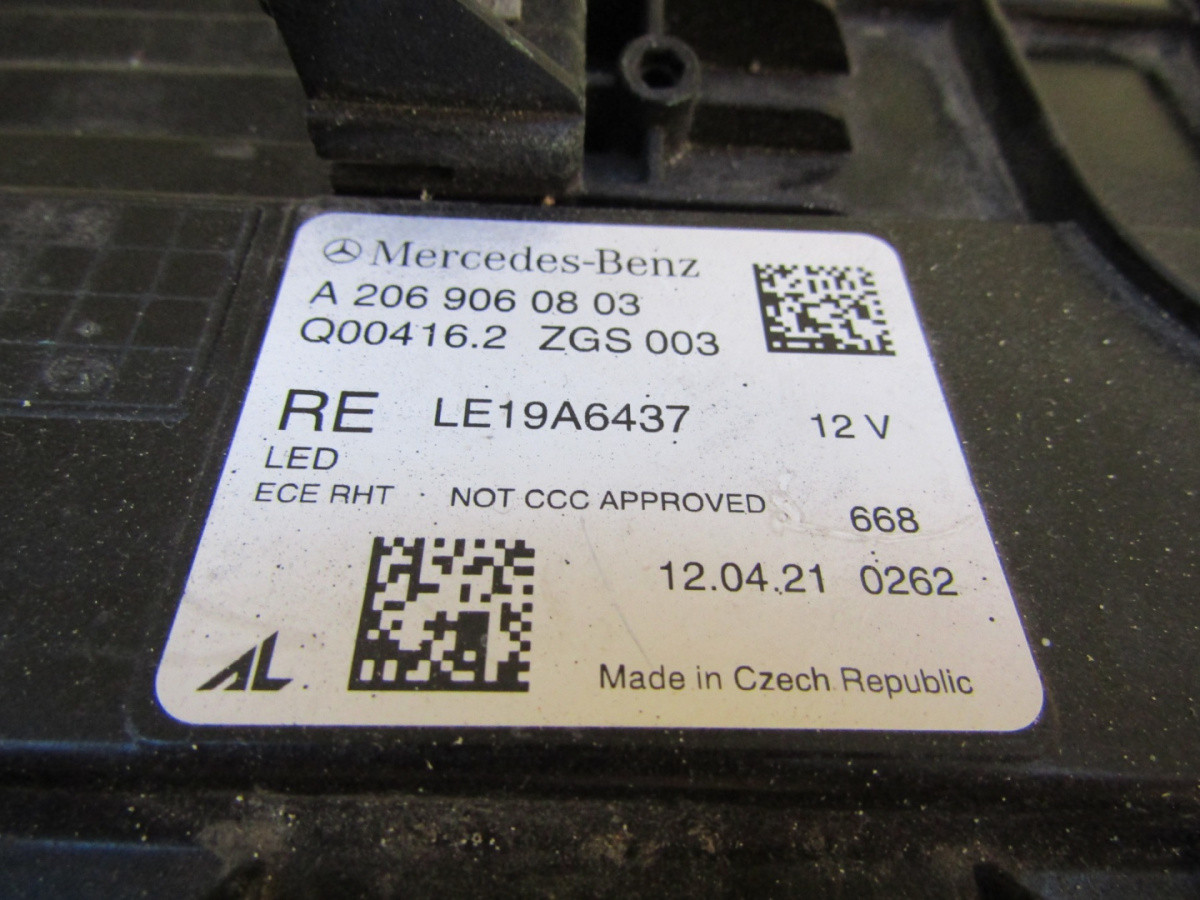 Mercedes-Benz
A 206 906 08 03
Q00416.2 ZGS 003
RE LE19A6437 12 V
LED
ECE RHT NOT CCC APPROVED 668
12.04.21 0262
AL Made in Czech Republic